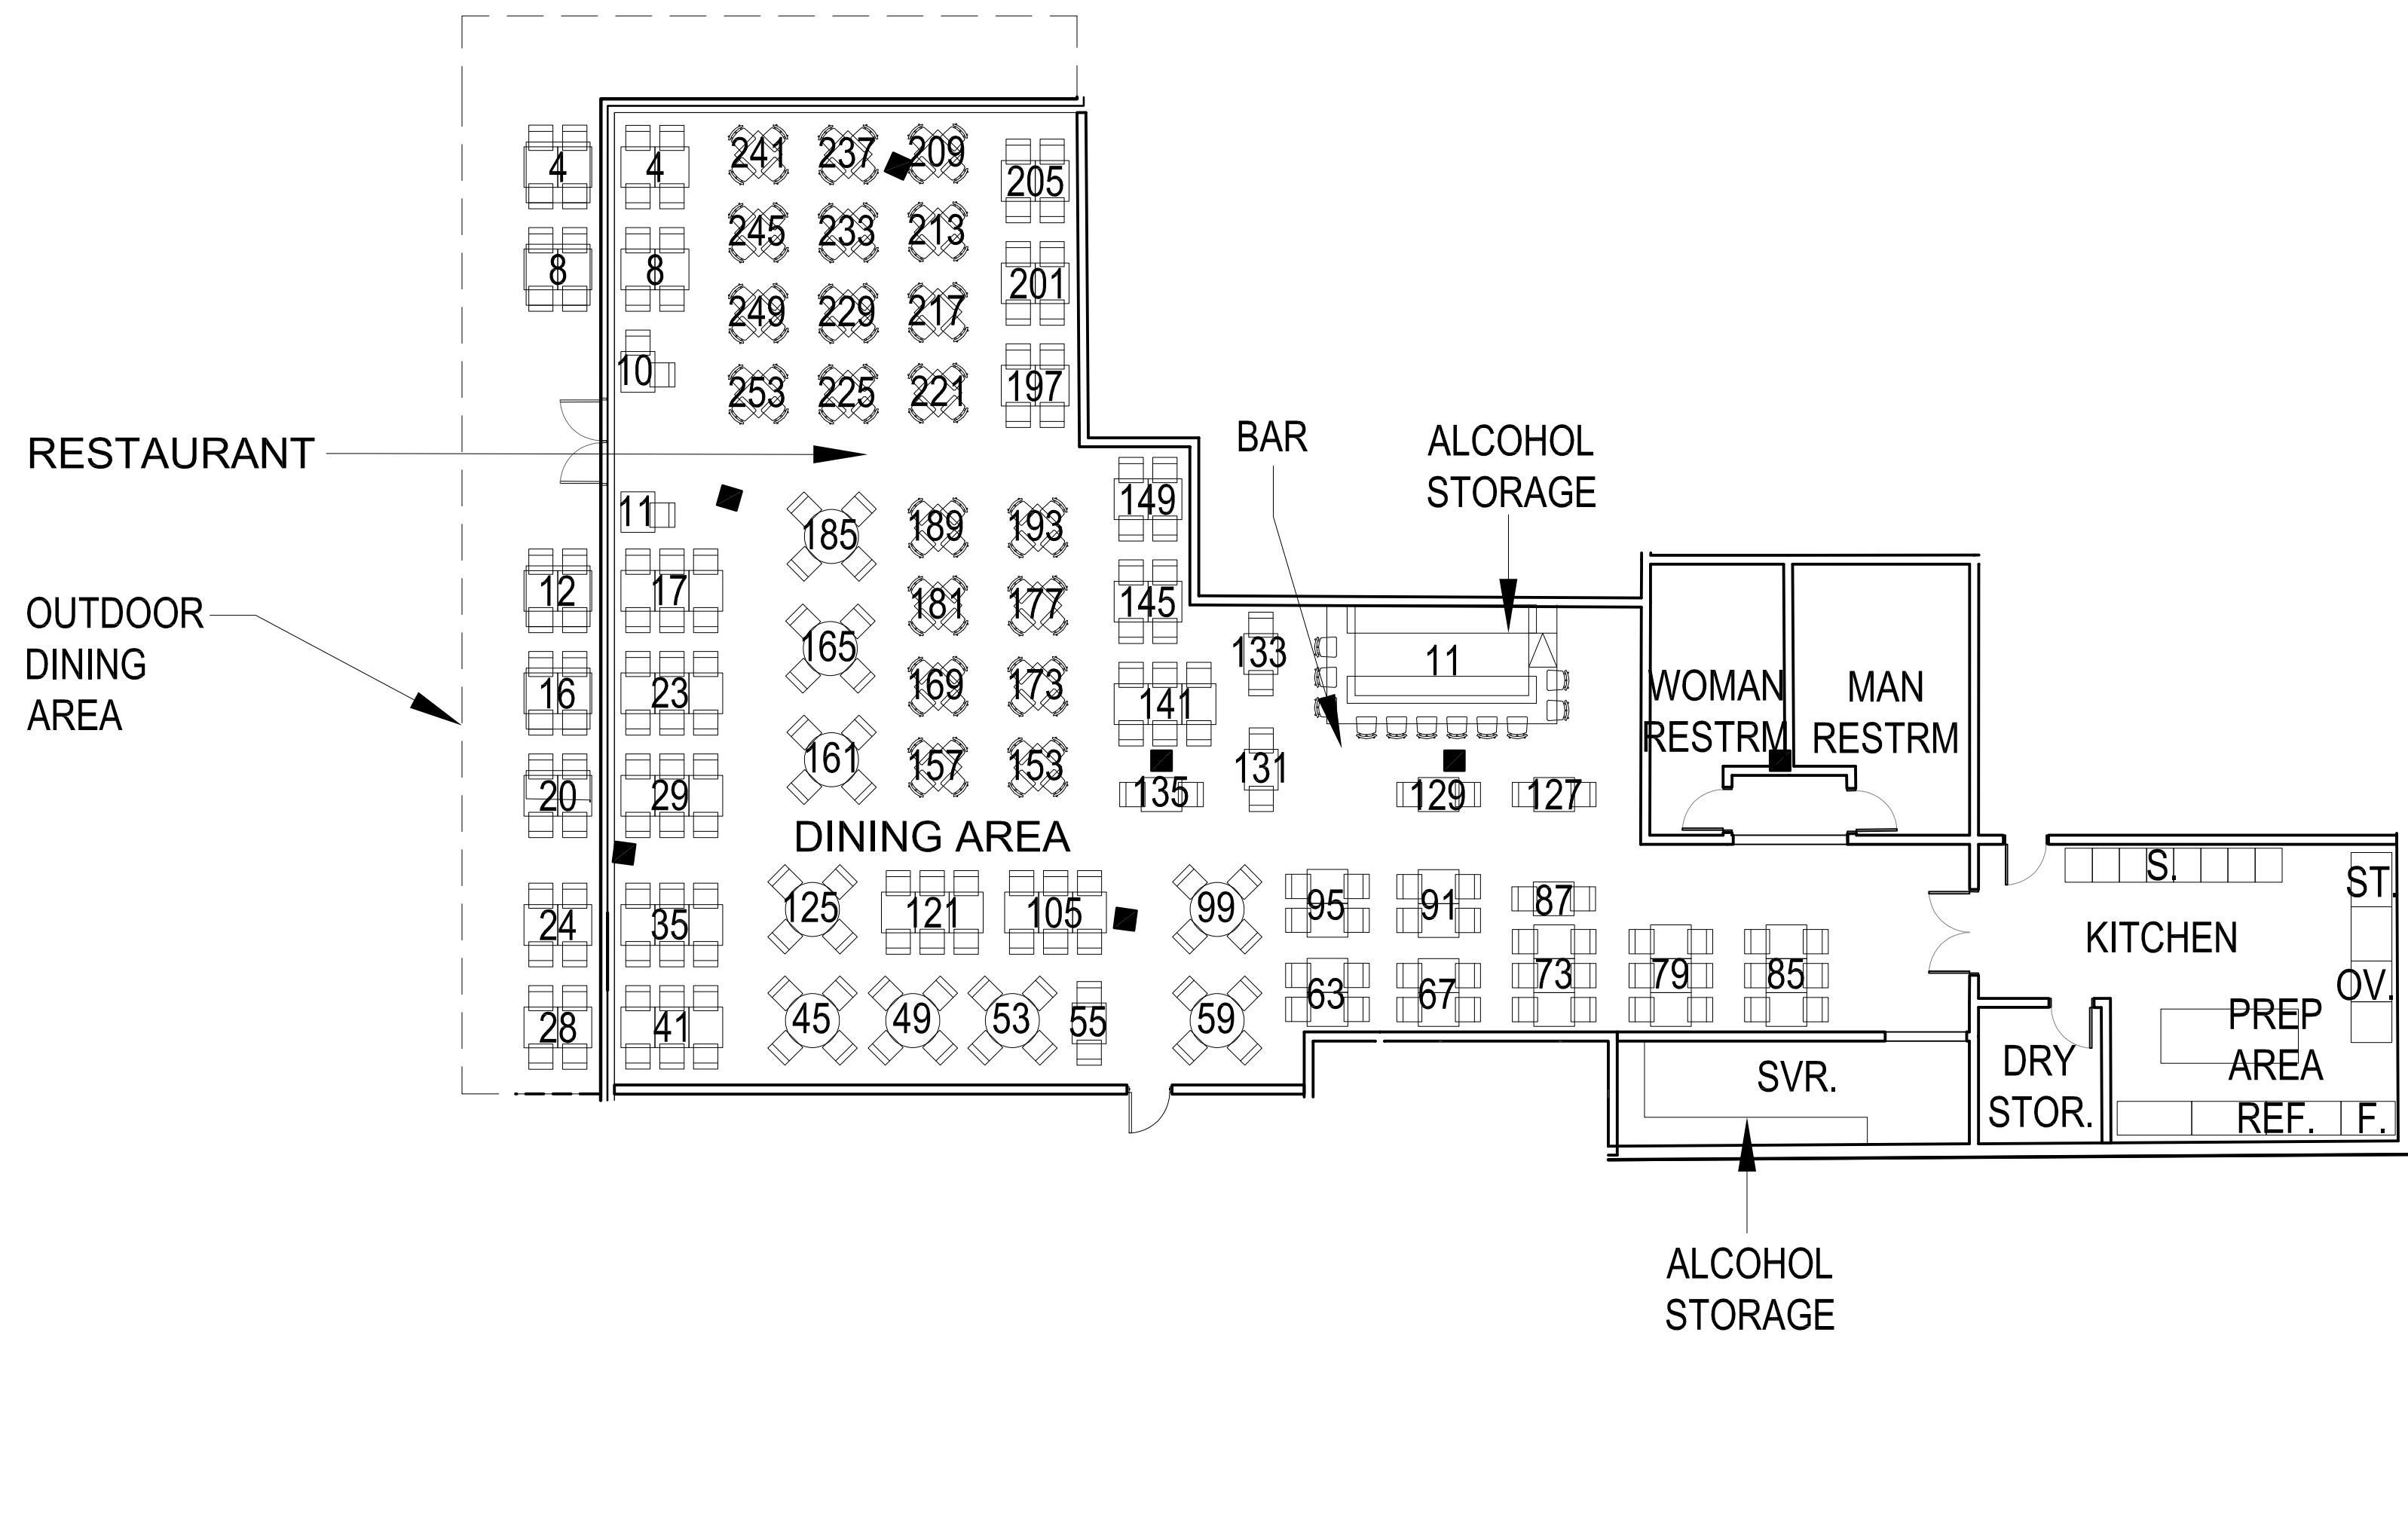 241 237 209
4 4 205
245 233 213
8 8 201
249 229 217
10 197
253 225 221
RESTAURANT
BAR
ALCOHOL
STORAGE
11 185 189 193 149
12 17 181 177 145
OUTDOOR
DINING
AREA
165 133 11
16 23 169 173 141
WOMAN
RESTRM
MAN
RESTRM
20 29 161 157 153 135 131 129 127
DINING AREA
24 35 125 121 105 99 95 91 87
28 41 45 49 53 55 59 63 67 73 79 85
S.
ST.
KITCHEN
OV.
PREP
AREA
DRY
STOR.
REF. F.
SVR.
ALCOHOL
STORAGE